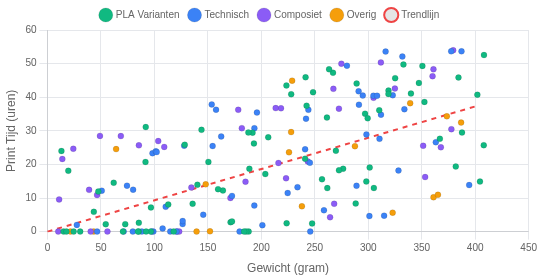 PLA Varianten Technisch Composiet Overig Trendlijn
60
50
40
30
20
10
0
Print Tijd (uren)
0 50 100 150 200 250 300 350 400 450
Gewicht (gram)